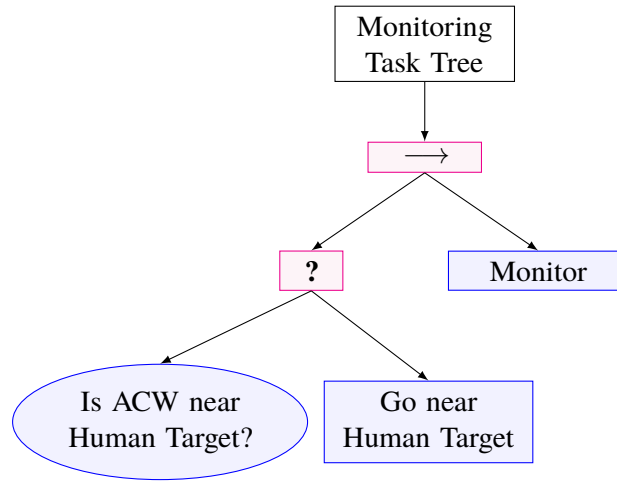 Monitoring
Task Tree
⟶
?
Monitor
Is ACW near
Human Target?
Go near
Human Target